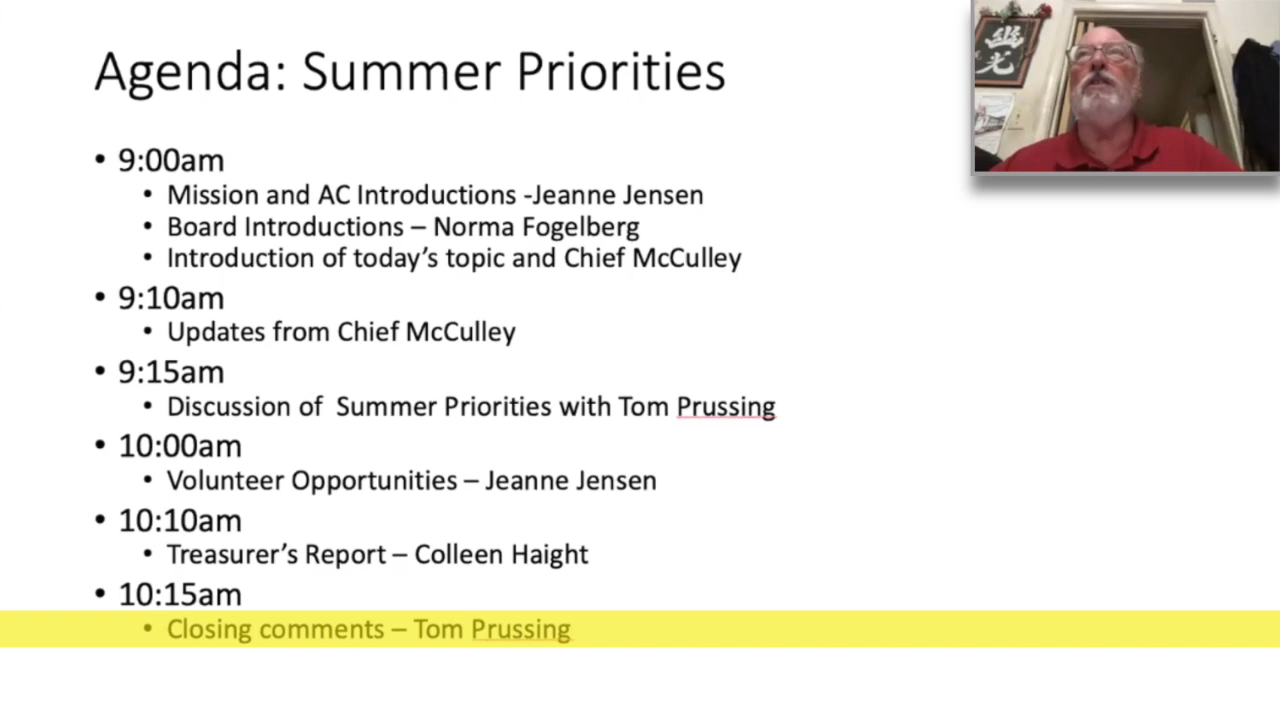 Agenda: Summer Priorities
• 9:00am
• Mission and AC Introductions -Jeanne Jensen
• Board Introductions – Norma Fogelberg
• Introduction of today’s topic and Chief McCulley
• 9:10am
• Updates from Chief McCulley
• 9:15am
• Discussion of  Summer Priorities with Tom Prussing
• 10:00am
• Volunteer Opportunities – Jeanne Jensen
• 10:10am
• Treasurer’s Report – Colleen Haight
• 10:15am
• Closing comments – Tom Prussing